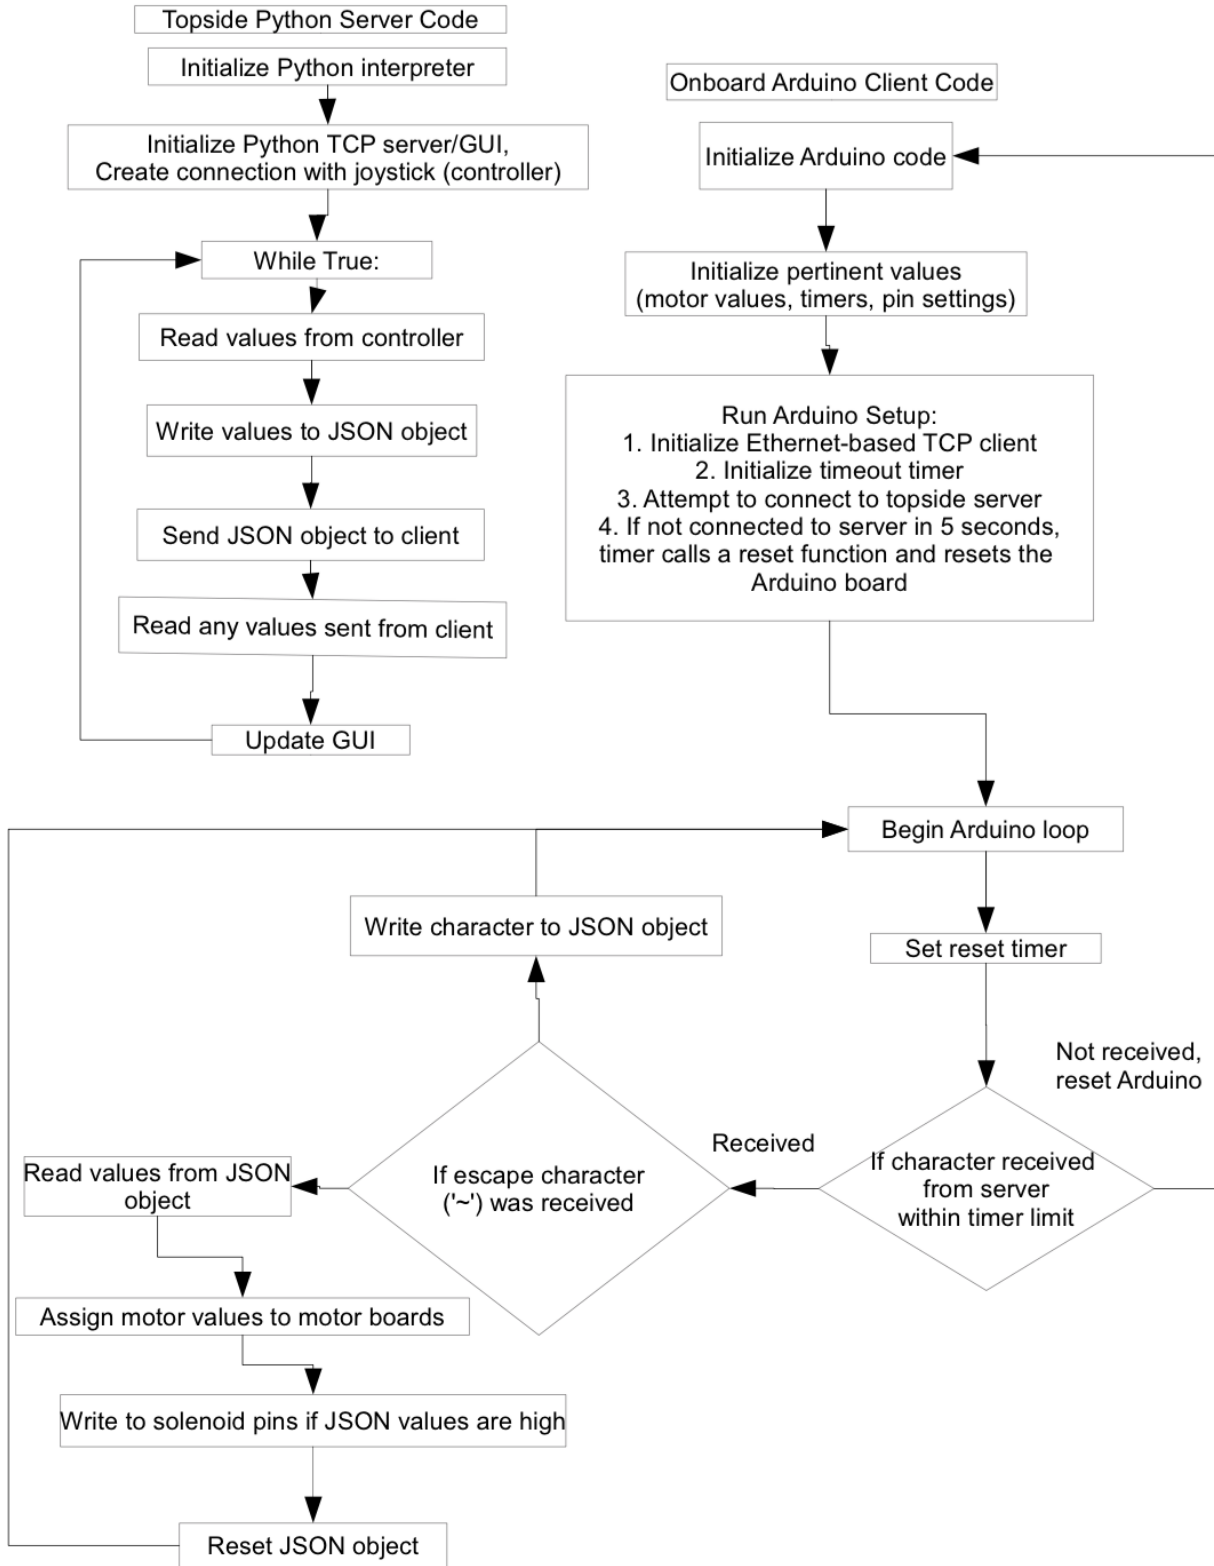 Topside Python Server Code
Initialize Python interpreter
Initialize Python TCP server/GUI,
Create connection with joystick (controller)
While True:
Read values from controller
Write values to JSON object
Send JSON object to client
Read any values sent from client
Update GUI
Onboard Arduino Client Code
Initialize Arduino code
Initialize pertinent values
(motor values, timers, pin settings)
Run Arduino Setup:
1. Initialize Ethernet-based TCP client
2. Initialize timeout timer
3. Attempt to connect to topside server
4. If not connected to server in 5 seconds,
timer calls a reset function and resets the
Arduino board
Begin Arduino loop
Set reset timer
Not received,
reset Arduino
If character received
from server
within timer limit
Received
If escape character
('~') was received
Write character to JSON object
Read values from JSON
object
Assign motor values to motor boards
Write to solenoid pins if JSON values are high
Reset JSON object